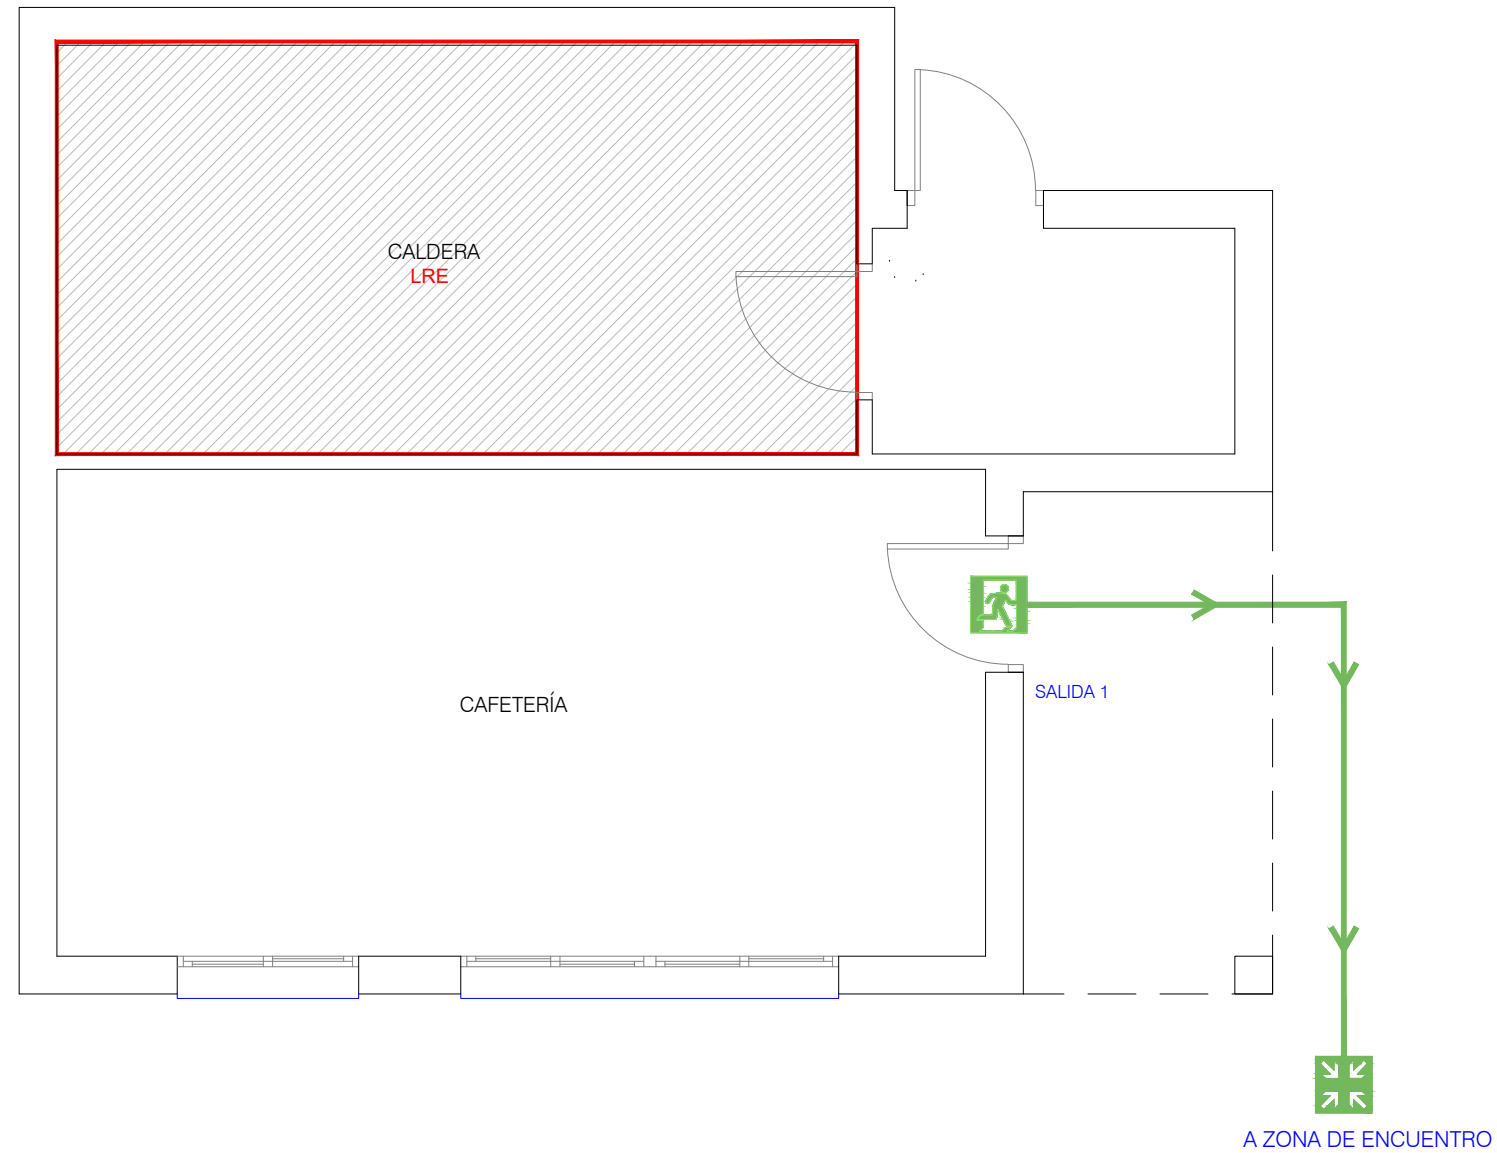 CALDERA
LRE
SALIDA 1
CAFETERÍA
A ZONA DE ENCUENTRO